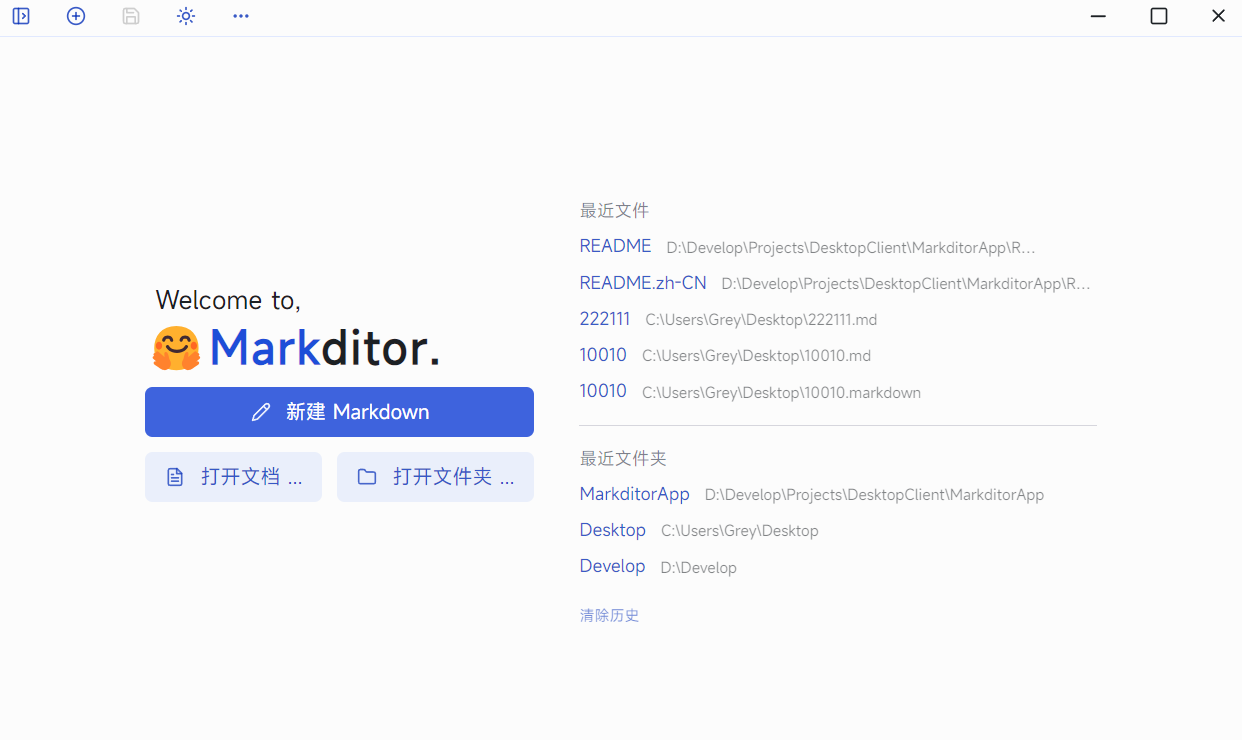 Welcome to,
Markditor.
新建 Markdown
打开文档 ...
打开文件夹 ...
最近文件
README D:\Develop\Projects\DesktopClient\MarkditorApp\R...
README.zh-CN D:\Develop\Projects\DesktopClient\MarkditorApp\R...
222111 C:\Users\Grey\Desktop\222111.md
10010 C:\Users\Grey\Desktop\10010.md
10010 C:\Users\Grey\Desktop\10010.markdown
最近文件夹
MarkditorApp D:\Develop\Projects\DesktopClient\MarkditorApp
Desktop C:\Users\Grey\Desktop
Develop D:\Develop
清除历史